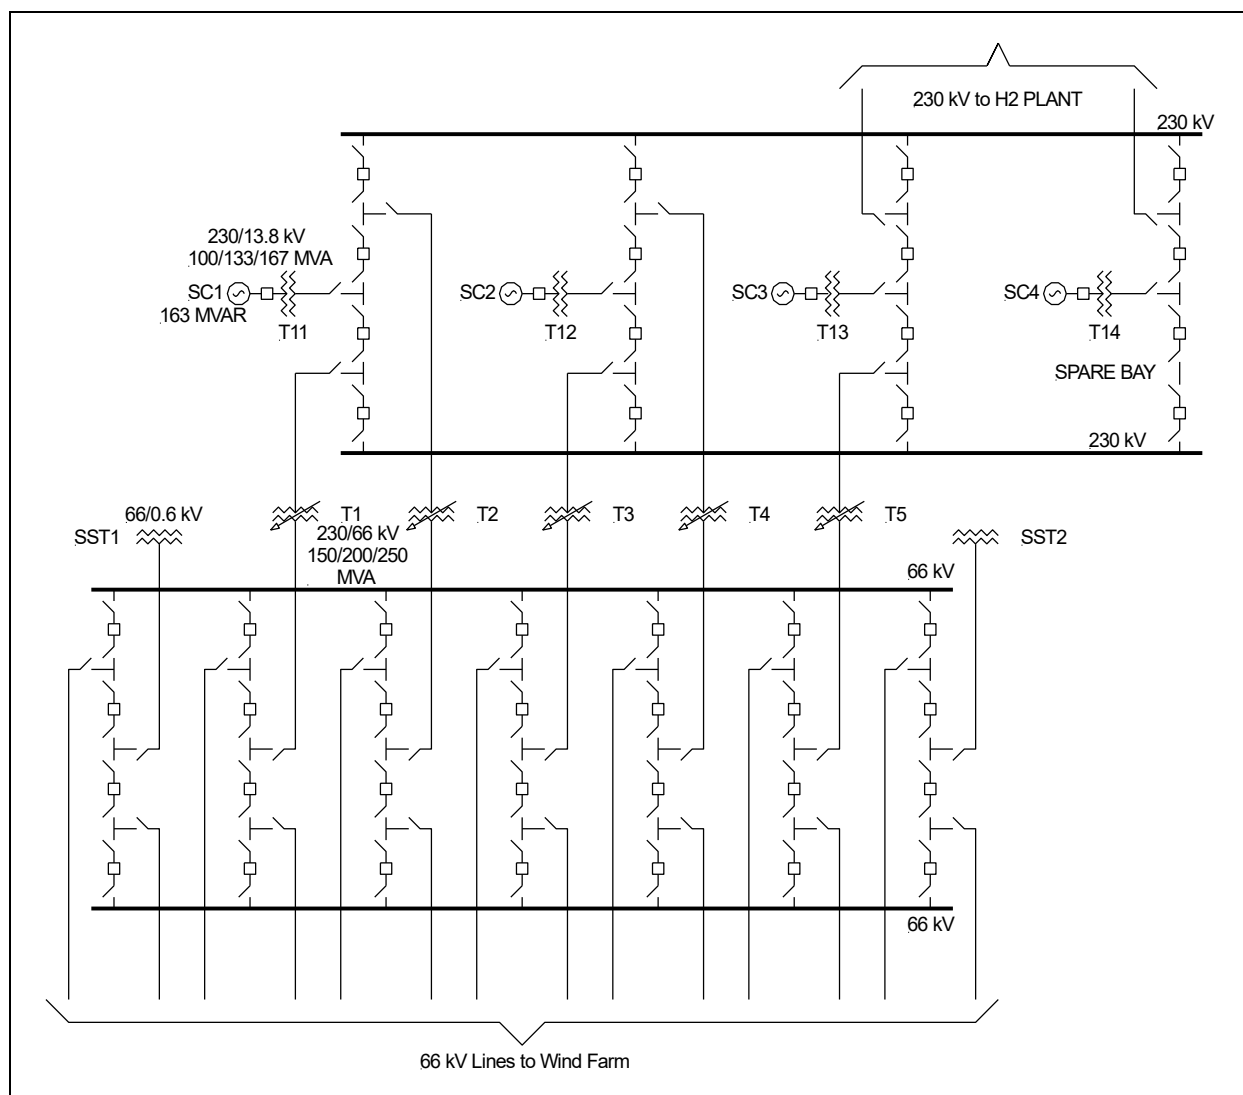 230 kV to H2 PLANT
230 kV
230/13.8 kV
100/133/167 MVA
SC1
163 MVAR
T11
SC2
T12
SC3
T13
SC4
T14
SPARE BAY
230 kV
66/0.6 kV
SST1
T1
230/66 kV
150/200/250
MVA
T2
T3
T4
T5
SST2
66 kV
66 kV
66 kV Lines to Wind Farm